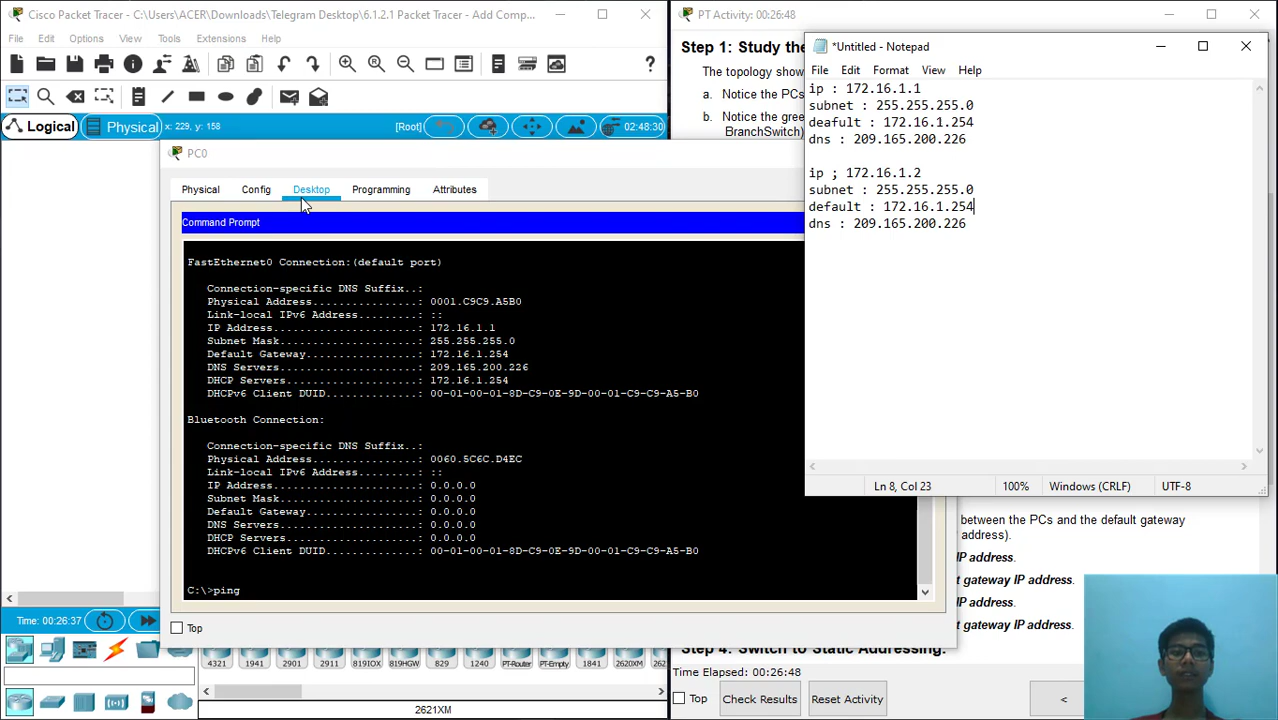 Cisco Packet Tracer - C:\Users\ACER\Downloads\Telegram Desktop\6.1.2.1 Packet Tracer - Add Comp...
File Edit Options View Tools Extensions Help
Logical Physical x: 229, y: 158 [Root] 02:48:30
PC0
Physical Config Desktop Programming Attributes
Command Prompt
FastEthernet0 Connection:(default port)
Connection-specific DNS Suffix..:
Physical Address................: 0001.C9C9.A5B0
Link-local IPv6 Address.........: ::
IP Address......................: 172.16.1.1
Subnet Mask.....................: 255.255.255.0
Default Gateway.................: 172.16.1.254
DNS Servers.....................: 209.165.200.226
DHCP Servers....................: 172.16.1.254
DHCPv6 Client DUID..............: 00-01-00-01-8D-C9-0E-9D-00-01-C9-C9-A5-B0
Bluetooth Connection:
Connection-specific DNS Suffix..:
Physical Address................: 0060.5C6C.D4EC
Link-local IPv6 Address.........: ::
IP Address......................: 0.0.0.0
Subnet Mask.....................: 0.0.0.0
Default Gateway.................: 0.0.0.0
DNS Servers.....................: 0.0.0.0
DHCP Servers....................: 0.0.0.0
DHCPv6 Client DUID..............: 00-01-00-01-8D-C9-0E-9D-00-01-C9-C9-A5-B0
C:\>ping
Top
Time: 00:26:37
4321 1941 2901 2911 819IOX 819HGW 829 1240 PT-Router PT-Empty 1841 2620XM 262
2621XM
PT Activity: 00:26:48
Step 1: Study the
The topology show
a. Notice the PCs
b. Notice the gree
BranchSwitch)
*Untitled - Notepad
File Edit Format View Help
ip : 172.16.1.1
subnet : 255.255.255.0
deafult : 172.16.1.254
dns : 209.165.200.226
ip ; 172.16.1.2
subnet : 255.255.255.0
default : 172.16.1.254
dns : 209.165.200.226
Ln 8, Col 23 100% Windows (CRLF) UTF-8
between the PCs and the default gateway
address).
IP address.
t gateway IP address.
IP address.
t gateway IP address.
Step 4: Switch to Static Addressing.
Time Elapsed: 00:26:48
Top Check Results Reset Activity <